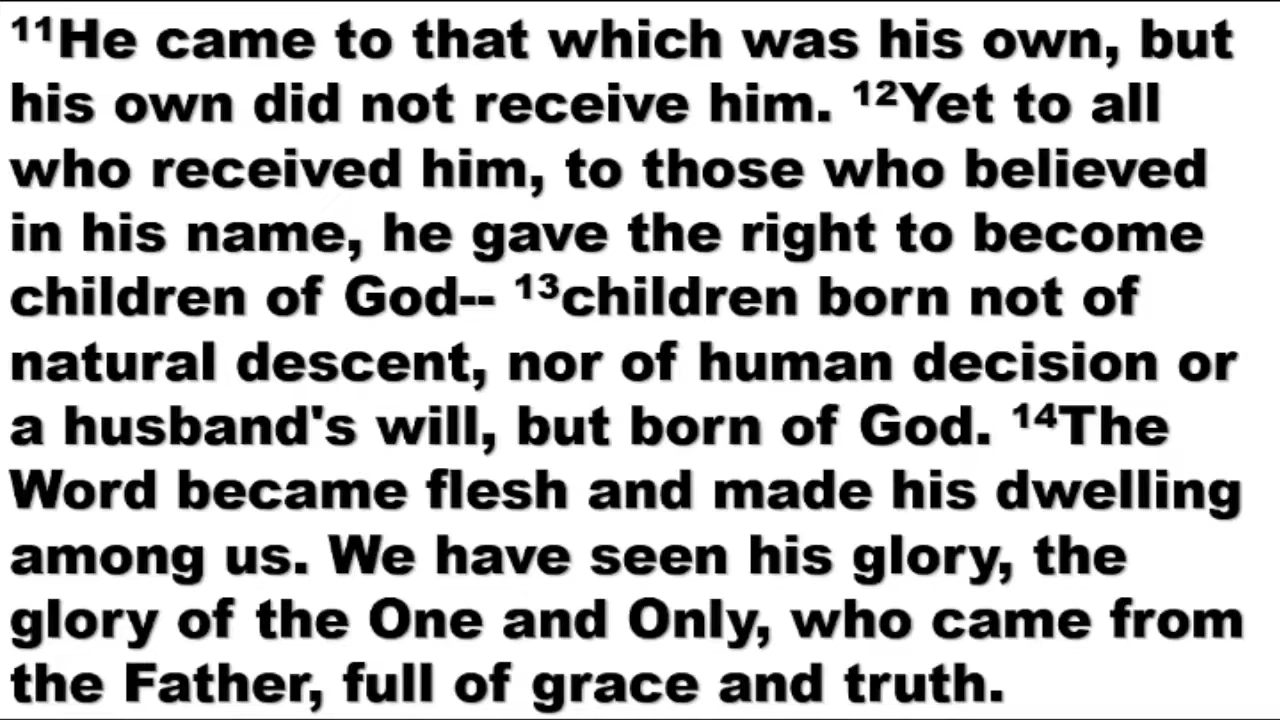 ¹¹He came to that which was his own, but
his own did not receive him. ¹²Yet to all
who received him, to those who believed
in his name, he gave the right to become
children of God-- ¹³children born not of
natural descent, nor of human decision or
a husband's will, but born of God. ¹⁴The
Word became flesh and made his dwelling
among us. We have seen his glory, the
glory of the One and Only, who came from
the Father, full of grace and truth.